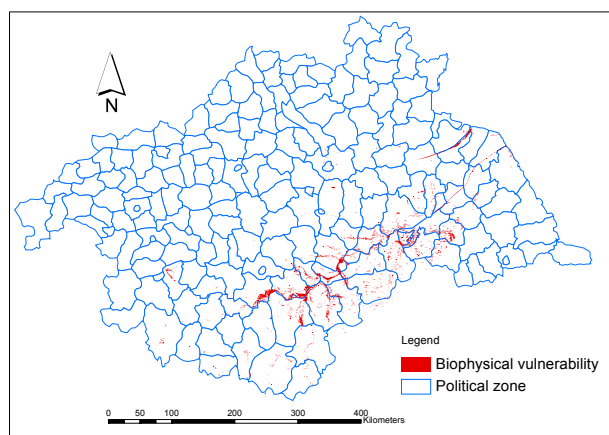 N
Legend
Biophysical vulnerability
Political zone
0 50 100 200 300 400
Kilometers